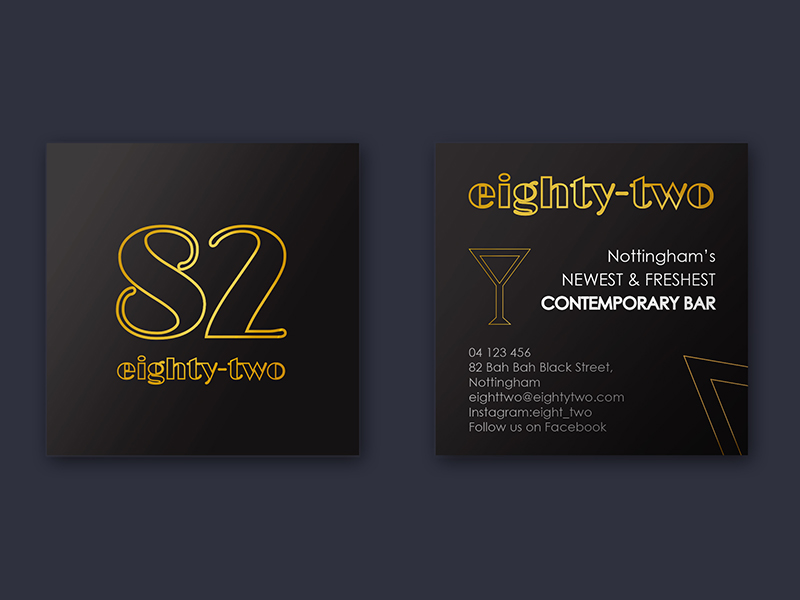 82
eighty-two
eighty-two
Nottingham's
NEWEST & FRESHEST
CONTEMPORARY BAR
04 123 456
82 Bah Bah Black Street,
Nottingham
eighttwo@eightytwo.com
Instagram:eight_two
Follow us on Facebook